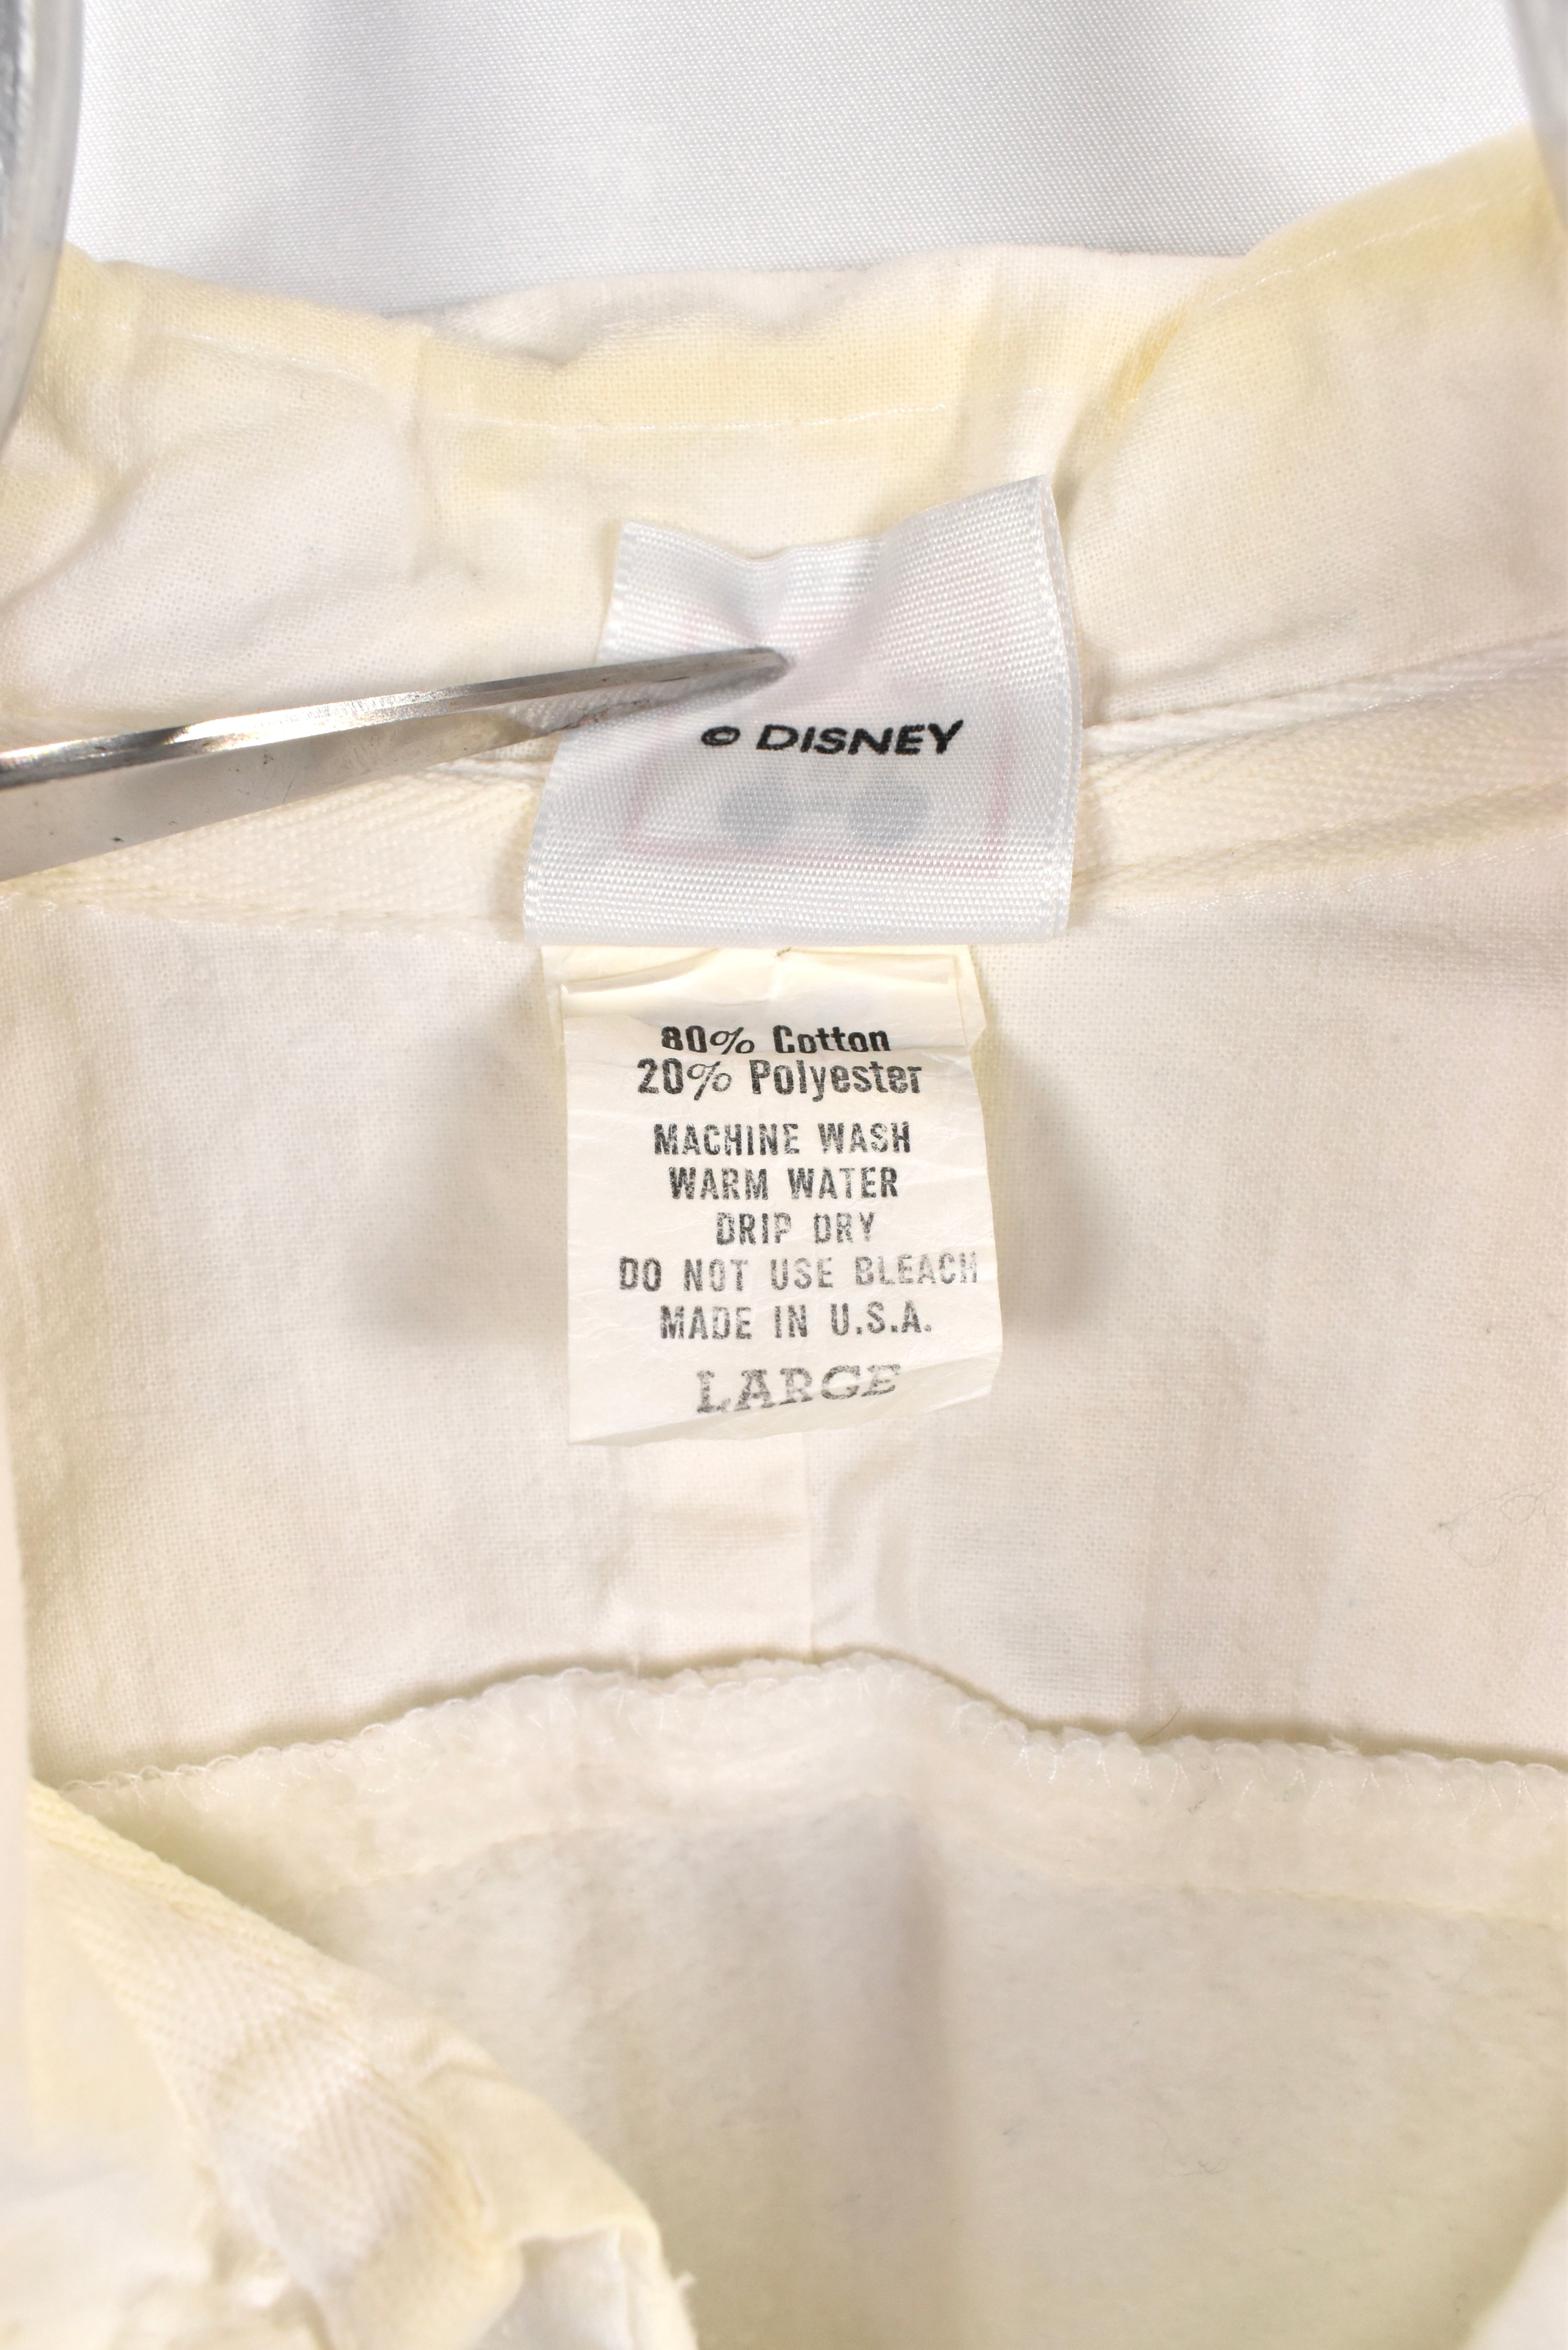 © DISNEY
80% Cotton
20% Polyester
MACHINE WASH
WARM WATER
DRIP DRY
DO NOT USE BLEACH
MADE IN U.S.A.
LARGE